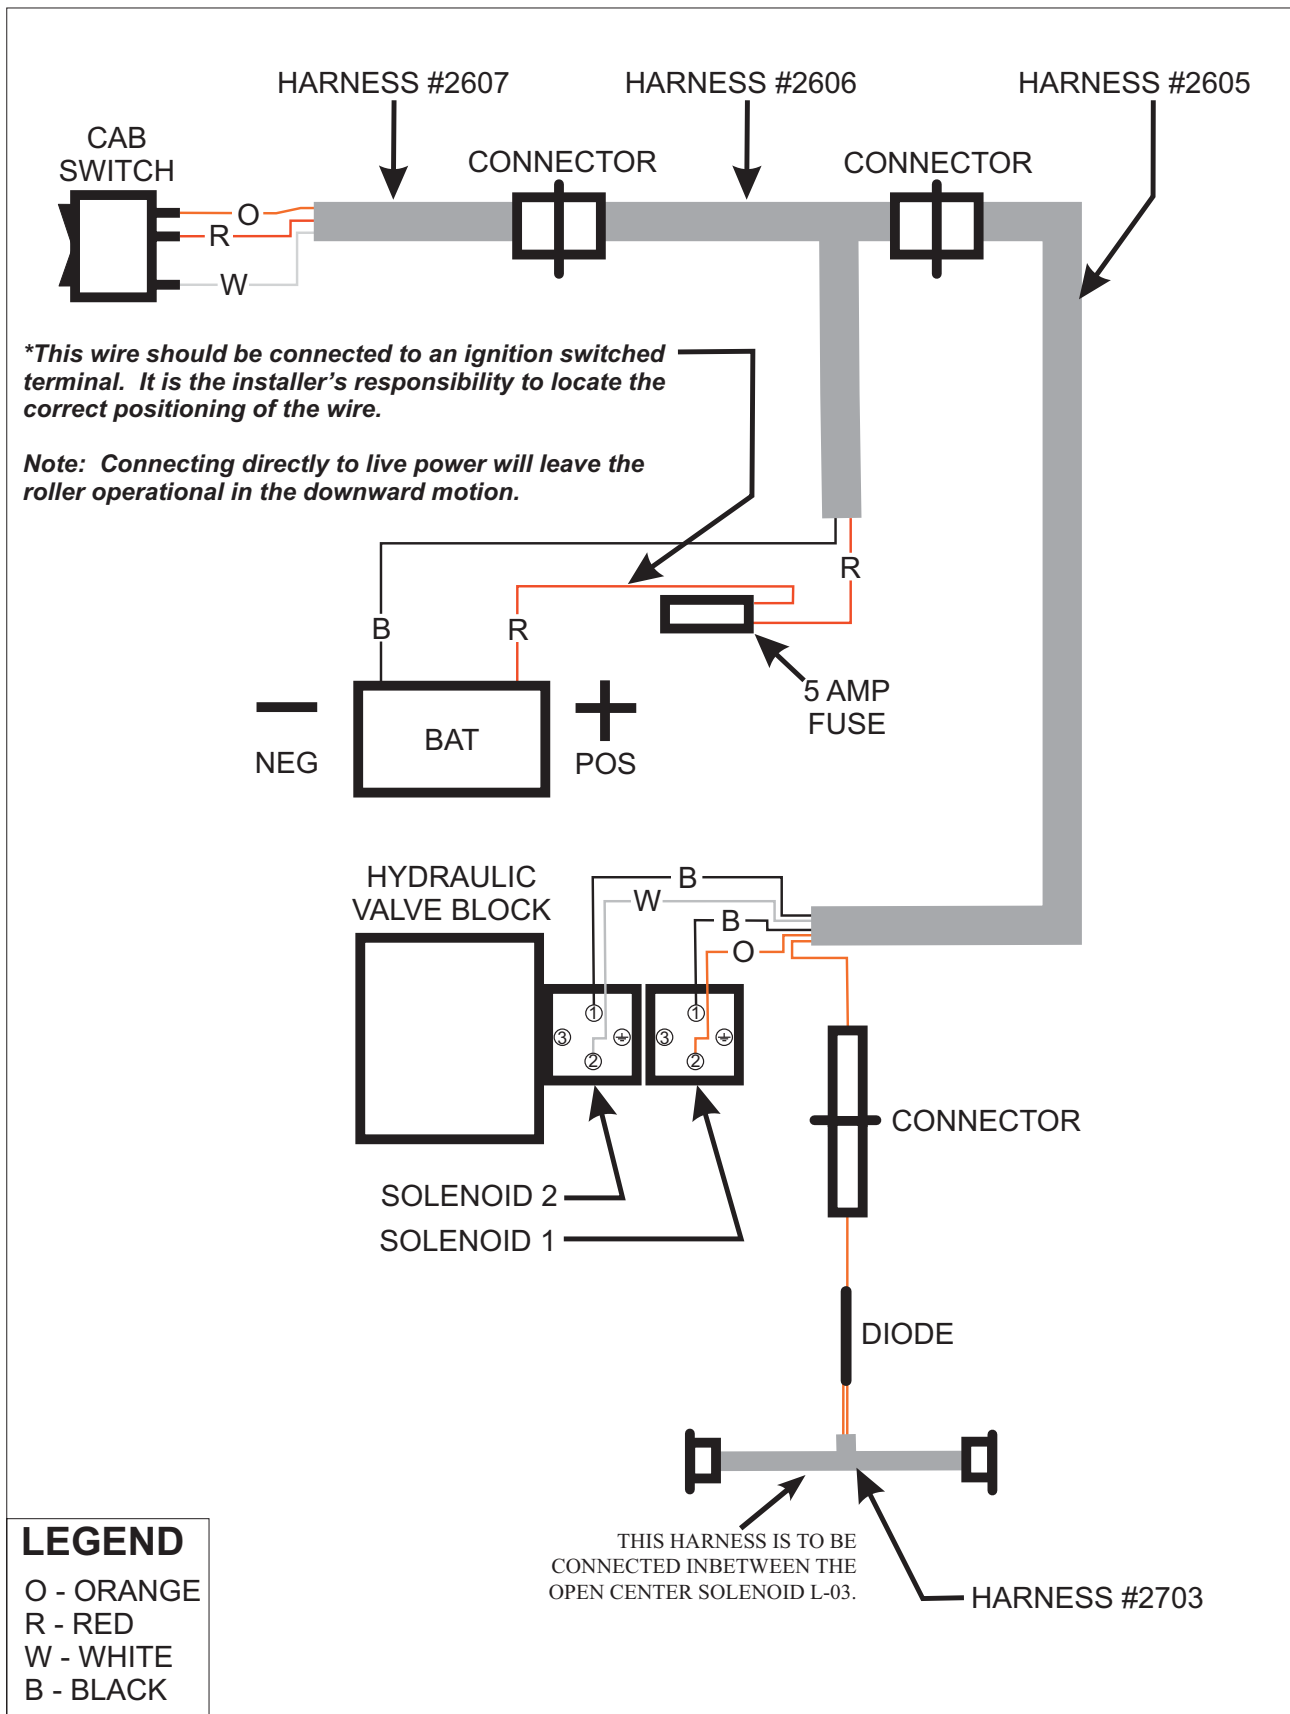 HARNESS #2607
HARNESS #2606
HARNESS #2605
CAB
SWITCH
CONNECTOR
CONNECTOR
O
R
W
*This wire should be connected to an ignition switched
terminal.  It is the installer's responsibility to locate the
correct positioning of the wire.
Note:  Connecting directly to live power will leave the
roller operational in the downward motion.
R
B
R
5 AMP
FUSE
NEG
BAT
POS
HYDRAULIC
VALVE BLOCK
B
W
B
O
1
3
2
1
3
2
CONNECTOR
SOLENOID 2
SOLENOID 1
DIODE
THIS HARNESS IS TO BE
CONNECTED INBETWEEN THE
OPEN CENTER SOLENOID L-03.
HARNESS #2703
LEGEND
O - ORANGE
R - RED
W - WHITE
B - BLACK